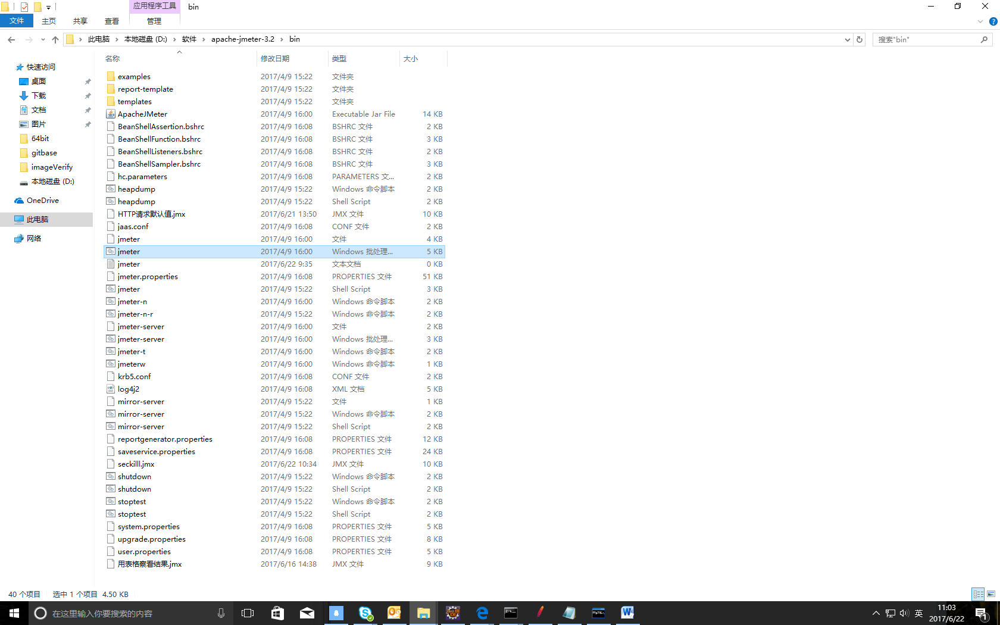 应用程序工具 bin
文件 主页 共享 查看 管理
此电脑 本地磁盘 (D:) 软件 apache-jmeter-3.2 bin 搜索"bin"
名称 修改日期 类型 大小
快速访问
桌面
下载
文档
图片
64bit
gitbase
imageVerify
本地磁盘 (D:)
OneDrive
此电脑
网络
examples 2017/4/9 15:22 文件夹
report-template 2017/4/9 15:22 文件夹
templates 2017/4/9 15:22 文件夹
ApacheJMeter 2017/4/9 16:00 Executable Jar File 14 KB
BeanShellAssertion.bshrc 2017/4/9 16:08 BSHRC 文件 2 KB
BeanShellFunction.bshrc 2017/4/9 16:08 BSHRC 文件 3 KB
BeanShellListeners.bshrc 2017/4/9 16:08 BSHRC 文件 2 KB
BeanShellSampler.bshrc 2017/4/9 16:08 BSHRC 文件 3 KB
hc.parameters 2017/4/9 16:08 PARAMETERS 文... 2 KB
heapdump 2017/4/9 15:22 Windows 命令脚本 2 KB
heapdump 2017/4/9 15:22 Shell Script 2 KB
HTTP请求默认值.jmx 2017/6/21 13:50 JMX 文件 10 KB
jaas.conf 2017/4/9 16:08 CONF 文件 2 KB
jmeter 2017/4/9 16:00 文件 4 KB
jmeter 2017/4/9 16:00 Windows 批处理... 5 KB
jmeter 2017/6/22 9:35 文本文档 0 KB
jmeter.properties 2017/4/9 16:08 PROPERTIES 文件 51 KB
jmeter 2017/4/9 15:22 Shell Script 3 KB
jmeter-n 2017/4/9 16:00 Windows 命令脚本 2 KB
jmeter-n-r 2017/4/9 15:22 Windows 命令脚本 2 KB
jmeter-server 2017/4/9 16:00 文件 2 KB
jmeter-server 2017/4/9 16:00 Windows 批处理... 3 KB
jmeter-t 2017/4/9 16:00 Windows 命令脚本 2 KB
jmeterw 2017/4/9 16:00 Windows 命令脚本 1 KB
krb5.conf 2017/4/9 16:08 CONF 文件 2 KB
log4j2 2017/4/9 16:08 XML 文档 5 KB
mirror-server 2017/4/9 15:22 文件 1 KB
mirror-server 2017/4/9 15:22 Windows 命令脚本 2 KB
mirror-server 2017/4/9 15:22 Shell Script 2 KB
reportgenerator.properties 2017/4/9 16:08 PROPERTIES 文件 12 KB
saveservice.properties 2017/4/9 16:08 PROPERTIES 文件 24 KB
seckilll.jmx 2017/6/22 10:34 JMX 文件 10 KB
shutdown 2017/4/9 15:22 Windows 命令脚本 2 KB
shutdown 2017/4/9 15:22 Shell Script 2 KB
stoptest 2017/4/9 15:22 Windows 命令脚本 2 KB
stoptest 2017/4/9 15:22 Shell Script 2 KB
system.properties 2017/4/9 16:08 PROPERTIES 文件 5 KB
upgrade.properties 2017/4/9 16:08 PROPERTIES 文件 8 KB
user.properties 2017/4/9 16:08 PROPERTIES 文件 5 KB
用表格察看结果.jmx 2017/6/16 14:38 JMX 文件 9 KB
40 个项目 选中 1 个项目 4.50 KB
在这里输入你要搜索的内容 英 11:03
2017/6/22 1